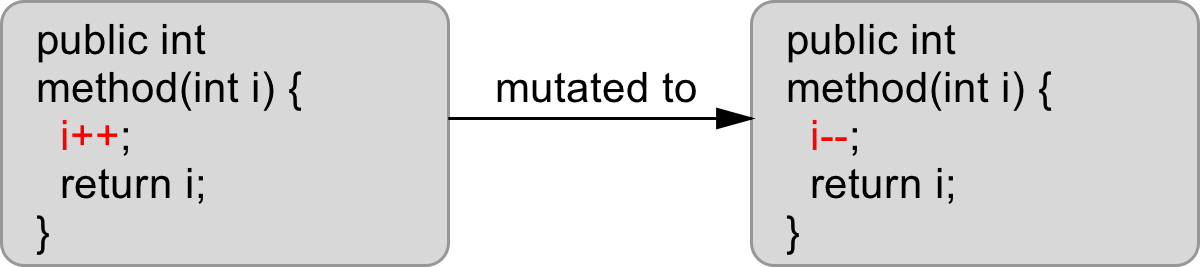 public int
method(int i) {
i++;
return i;
}
mutated to
public int
method(int i) {
i--;
return i;
}